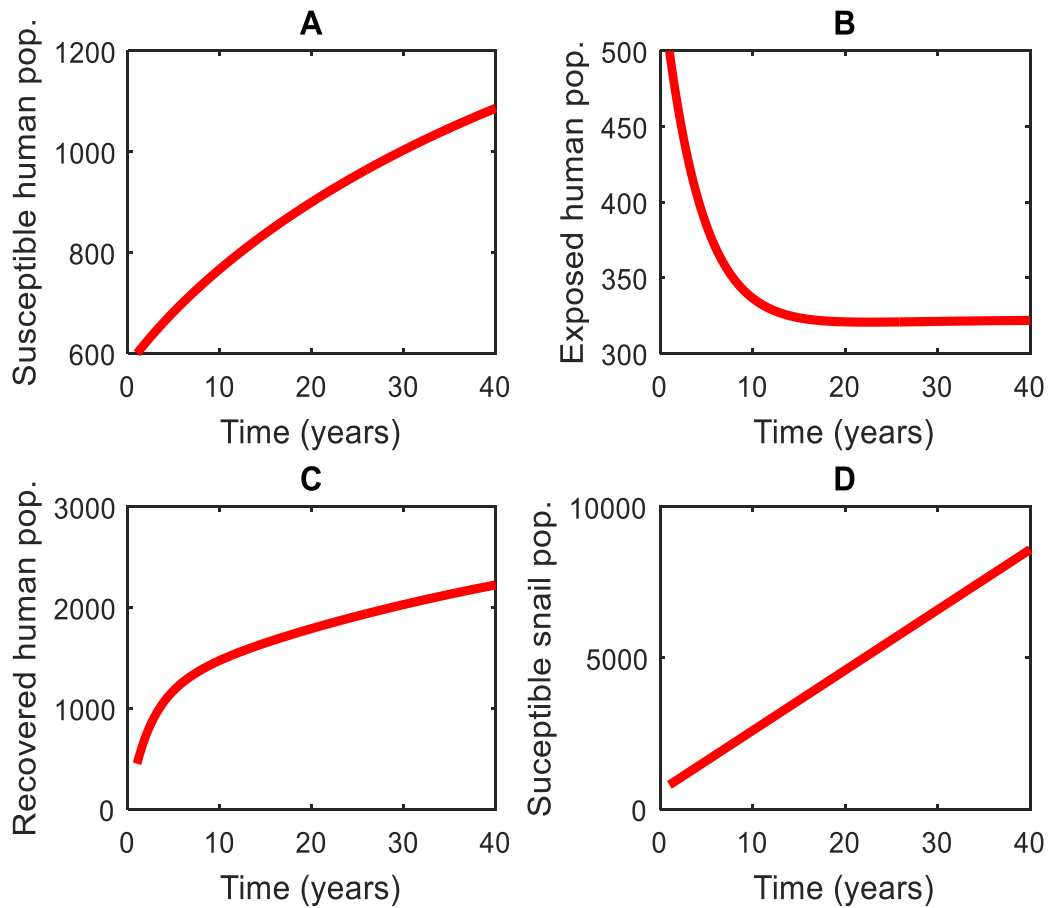 A
Susceptible human pop.
1200
1000
800
600
0 10 20 30 40
Time (years)
B
Exposed human pop.
500
450
400
350
300
0 10 20 30 40
Time (years)
C
Recovered human pop.
3000
2000
1000
0
0 10 20 30 40
Time (years)
D
Suceptible snail pop.
10000
5000
0
0 10 20 30 40
Time (years)